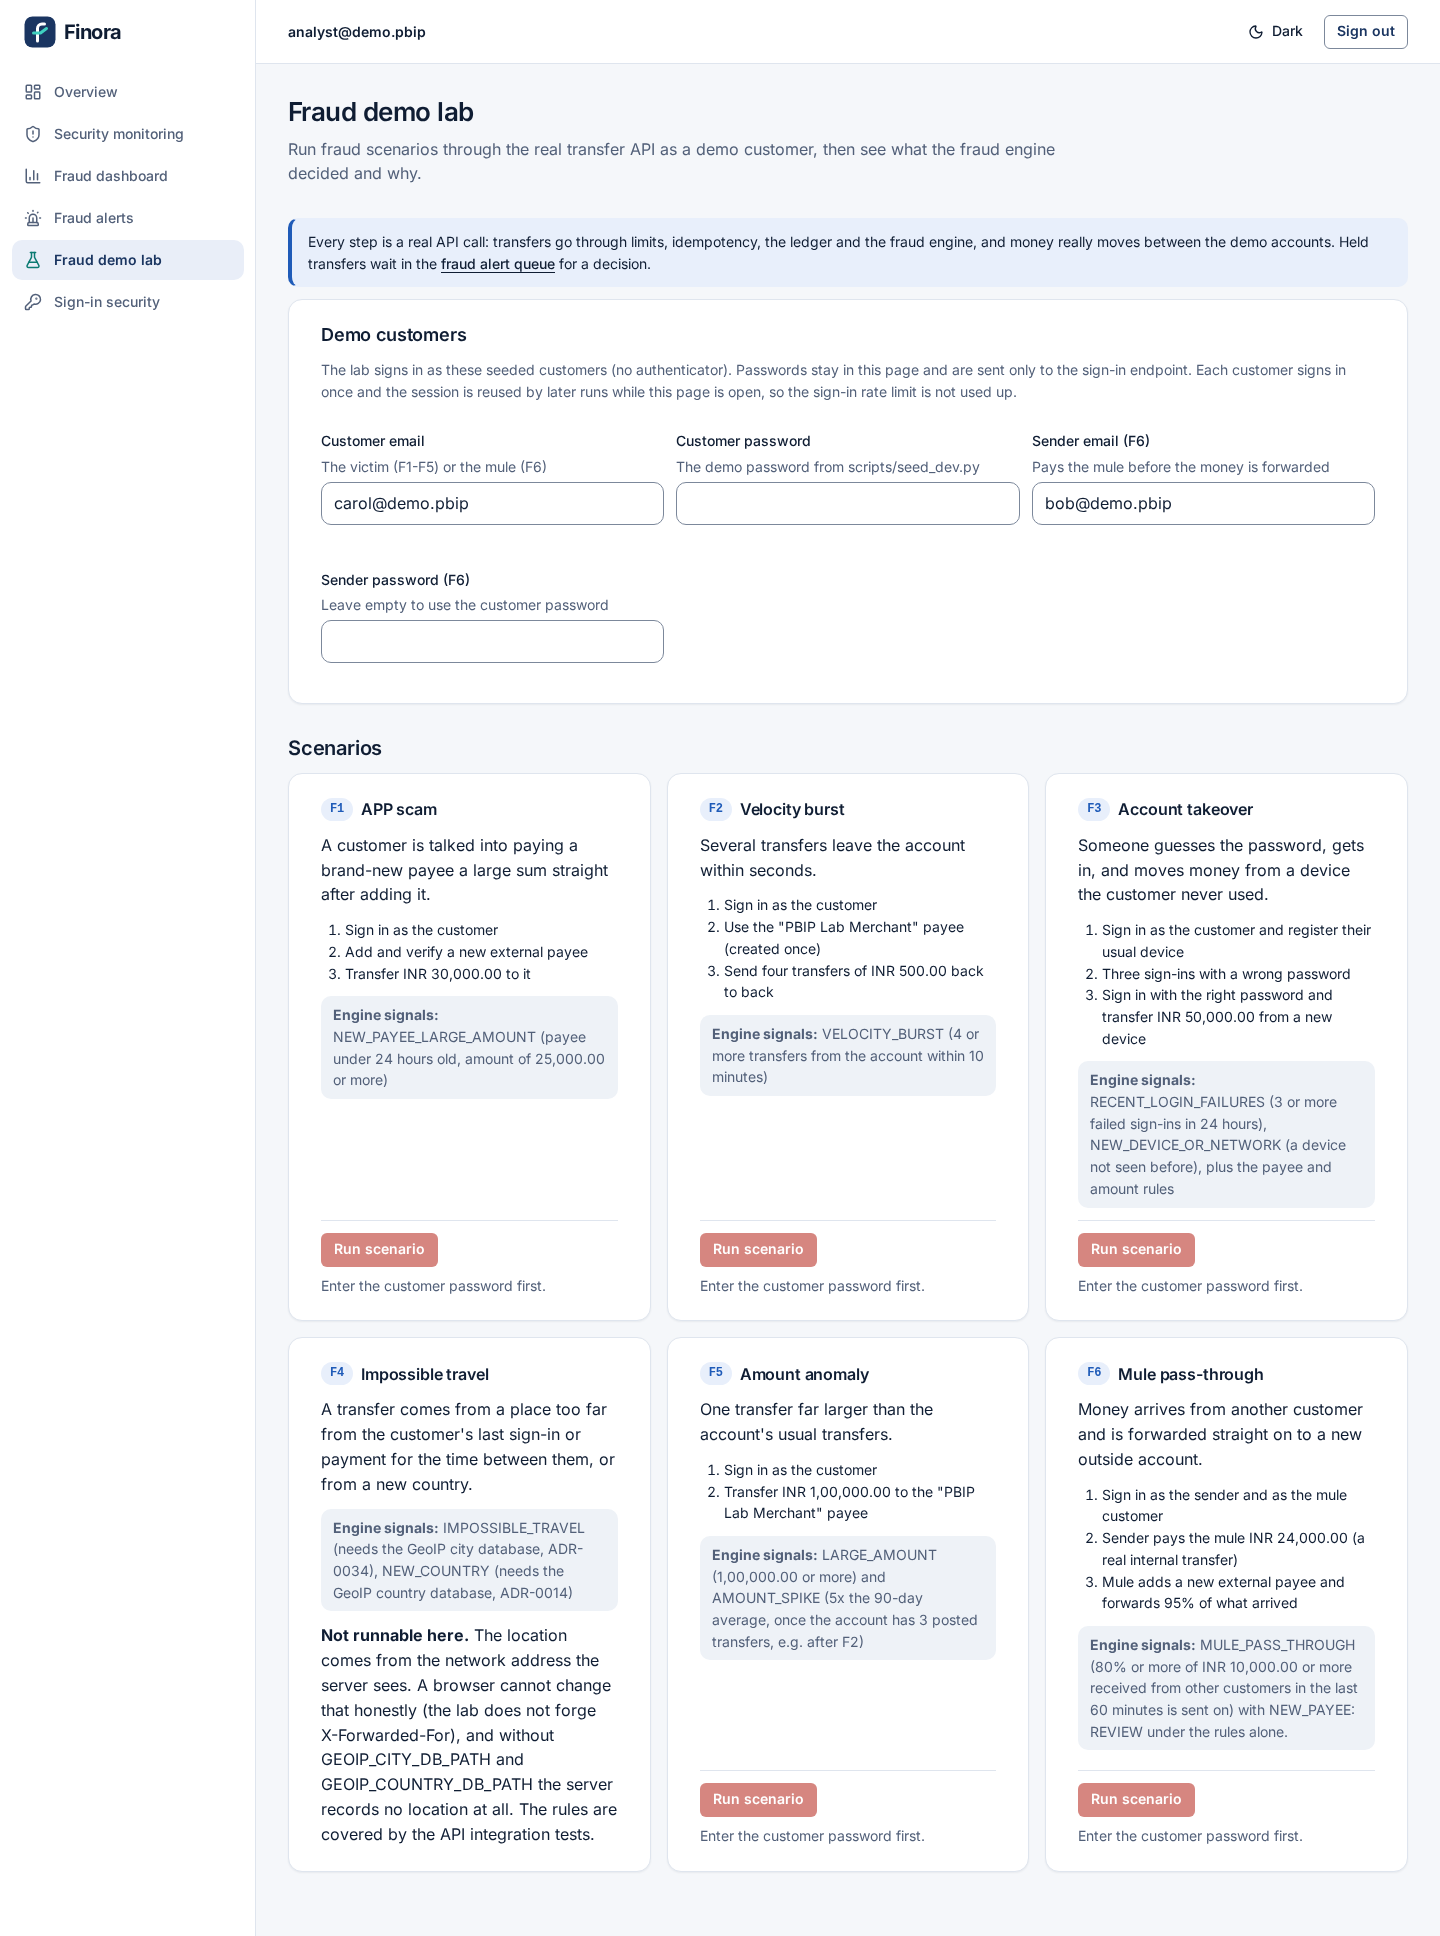 Finora
analyst@demo.pbip
Dark
Sign out
Overview
Security monitoring
Fraud dashboard
Fraud alerts
Fraud demo lab
Sign-in security
Fraud demo lab
Run fraud scenarios through the real transfer API as a demo customer, then see what the fraud engine
decided and why.
Every step is a real API call: transfers go through limits, idempotency, the ledger and the fraud engine, and money really moves between the demo accounts. Held
transfers wait in the fraud alert queue for a decision.
Demo customers
The lab signs in as these seeded customers (no authenticator). Passwords stay in this page and are sent only to the sign-in endpoint. Each customer signs in
once and the session is reused by later runs while this page is open, so the sign-in rate limit is not used up.
Customer email
The victim (F1-F5) or the mule (F6)
carol@demo.pbip
Customer password
The demo password from scripts/seed_dev.py
Sender email (F6)
Pays the mule before the money is forwarded
bob@demo.pbip
Sender password (F6)
Leave empty to use the customer password
Scenarios
F1 APP scam
A customer is talked into paying a
brand-new payee a large sum straight
after adding it.
1. Sign in as the customer
2. Add and verify a new external payee
3. Transfer INR 30,000.00 to it
Engine signals:
NEW_PAYEE_LARGE_AMOUNT (payee
under 24 hours old, amount of 25,000.00
or more)
Run scenario
Enter the customer password first.
F2 Velocity burst
Several transfers leave the account
within seconds.
1. Sign in as the customer
2. Use the "PBIP Lab Merchant" payee
(created once)
3. Send four transfers of INR 500.00 back
to back
Engine signals: VELOCITY_BURST (4 or
more transfers from the account within 10
minutes)
Run scenario
Enter the customer password first.
F3 Account takeover
Someone guesses the password, gets
in, and moves money from a device
the customer never used.
1. Sign in as the customer and register their
usual device
2. Three sign-ins with a wrong password
3. Sign in with the right password and
transfer INR 50,000.00 from a new
device
Engine signals:
RECENT_LOGIN_FAILURES (3 or more
failed sign-ins in 24 hours),
NEW_DEVICE_OR_NETWORK (a device
not seen before), plus the payee and
amount rules
Run scenario
Enter the customer password first.
F4 Impossible travel
A transfer comes from a place too far
from the customer's last sign-in or
payment for the time between them, or
from a new country.
Engine signals: IMPOSSIBLE_TRAVEL
(needs the GeoIP city database, ADR-
0034), NEW_COUNTRY (needs the
GeoIP country database, ADR-0014)
Not runnable here. The location
comes from the network address the
server sees. A browser cannot change
that honestly (the lab does not forge
X-Forwarded-For), and without
GEOIP_CITY_DB_PATH and
GEOIP_COUNTRY_DB_PATH the server
records no location at all. The rules are
covered by the API integration tests.
F5 Amount anomaly
One transfer far larger than the
account's usual transfers.
1. Sign in as the customer
2. Transfer INR 1,00,000.00 to the "PBIP
Lab Merchant" payee
Engine signals: LARGE_AMOUNT
(1,00,000.00 or more) and
AMOUNT_SPIKE (5x the 90-day
average, once the account has 3 posted
transfers, e.g. after F2)
Run scenario
Enter the customer password first.
F6 Mule pass-through
Money arrives from another customer
and is forwarded straight on to a new
outside account.
1. Sign in as the sender and as the mule
customer
2. Sender pays the mule INR 24,000.00 (a
real internal transfer)
3. Mule adds a new external payee and
forwards 95% of what arrived
Engine signals: MULE_PASS_THROUGH
(80% or more of INR 10,000.00 or more
received from other customers in the last
60 minutes is sent on) with NEW_PAYEE:
REVIEW under the rules alone.
Run scenario
Enter the customer password first.